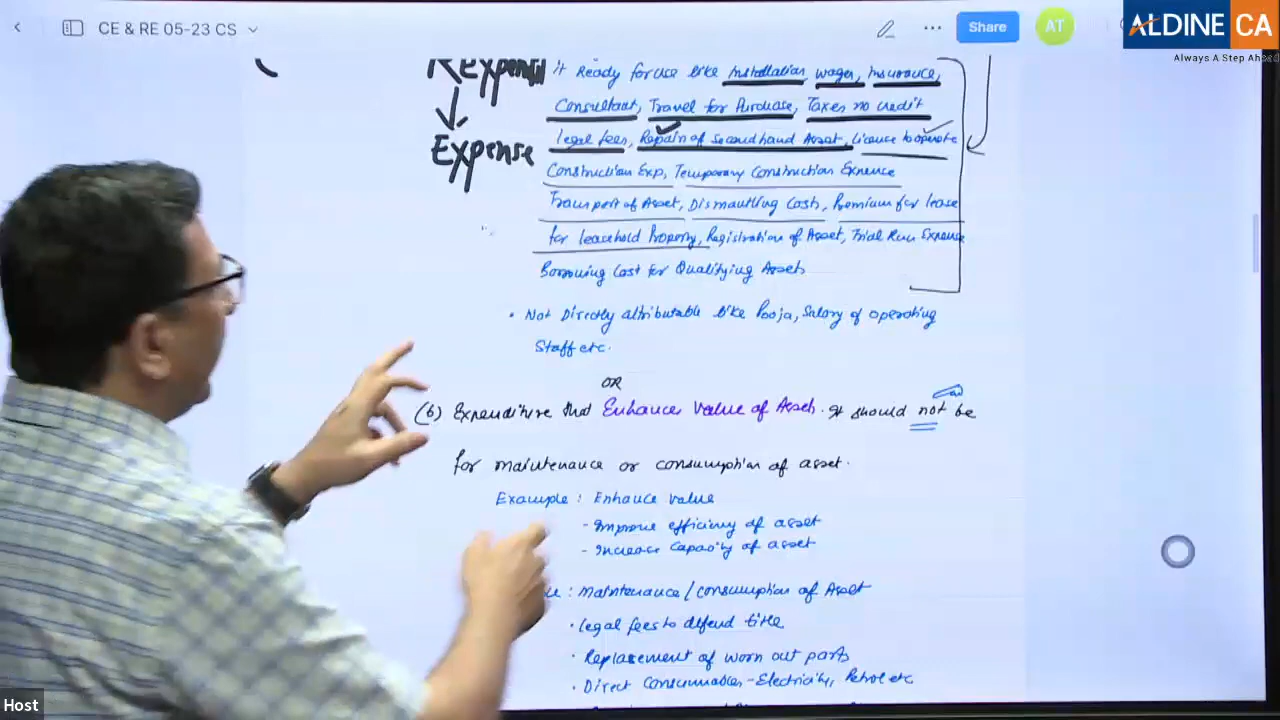 CE & RE 05-23 CS
Share
AT
ALDINE CA
Always A Step Ahead
it Ready for use like Installation, wages, Insurance,
Expense
Consultant, Travel for Purchase, Taxes no credit
legal fees, Repairs of second hand Asset, License to operate
Construction Exp, Temporary Construction Expense
Transport of Asset, Dismantling Cash, Premium for lease
for leasehold Property, Registration of Asset, Trial Run Expense
Borrowing Cost for Qualifying Assets
• Not Directly attributable like Pooja, Salary of operating
Staff etc.
OR
(b) Expenditure that Enhance value of Asset. It should not be
for maintenance or consumption of asset.
Example : Enhance value
- Improve efficiency of asset
- Increase Capacity of asset
: Maintenance / consumption of Asset
• legal fees to defend title
• Replacement of worn out parts
• Direct Consumables - Electricity, Petrol etc
Host